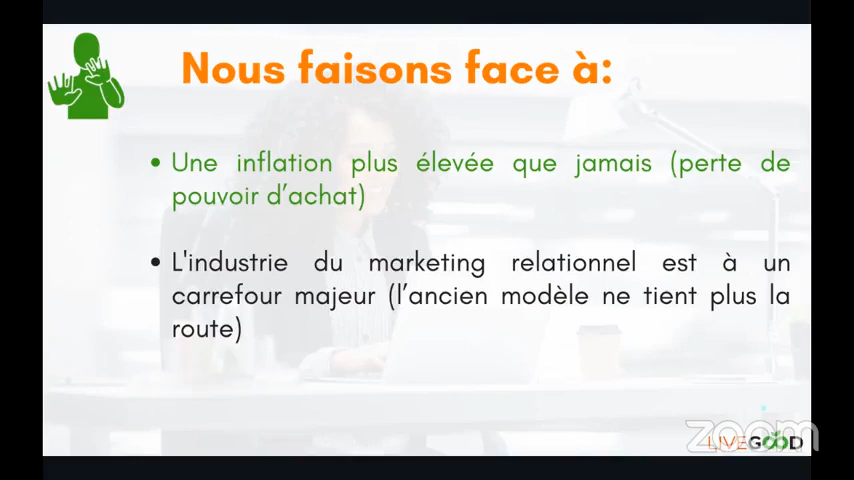 Nous faisons face à:
• Une inflation plus élevée que jamais (perte de
pouvoir d'achat)
• L'industrie du marketing relationnel est à un
carrefour majeur (l'ancien modèle ne tient plus la
route)
zoom
LIVEGOOD